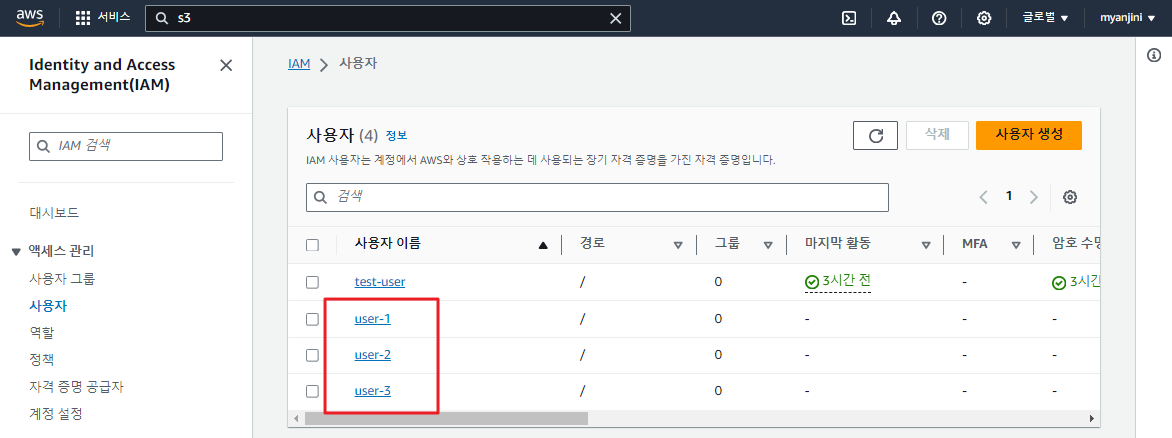 aws 서비스 s3 글로벌 myanjini
Identity and Access Management(IAM)
IAM 검색
대시보드
액세스 관리
사용자 그룹
사용자
역할
정책
자격 증명 공급자
계정 설정
IAM 사용자
사용자 (4) 정보 삭제 사용자 생성
IAM 사용자는 계정에서 AWS와 상호 작용하는 데 사용되는 장기 자격 증명을 가진 자격 증명입니다.
검색 1
사용자 이름 경로 그룹 마지막 활동 MFA 암호 수명
test-user / 0 3시간 전 - 3시간
user-1 / 0 - - -
user-2 / 0 - - -
user-3 / 0 - - -